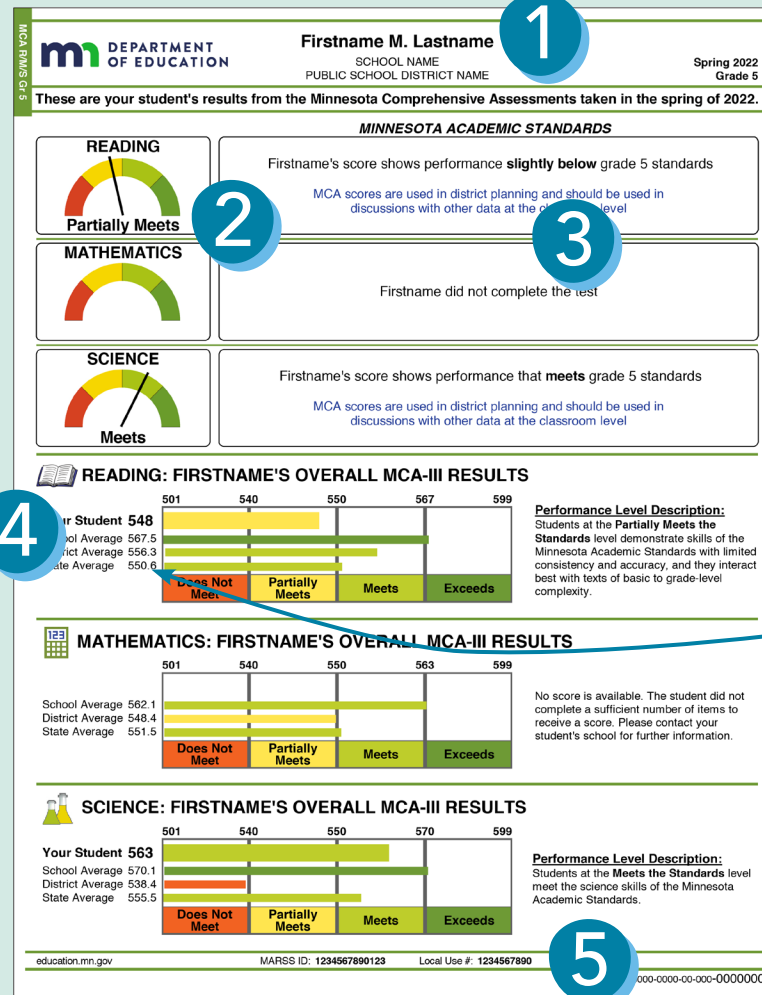 MCA R/M/S Gr 5
mn DEPARTMENT
OF EDUCATION
Firstname M. Lastname
SCHOOL NAME
PUBLIC SCHOOL DISTRICT NAME
1
Spring 2022
Grade 5
These are your student's results from the Minnesota Comprehensive Assessments taken in the spring of 2022.
MINNESOTA ACADEMIC STANDARDS
READING
Partially Meets
2
Firstname's score shows performance slightly below grade 5 standards
MCA scores are used in district planning and should be used in
discussions with other data at the level
3
MATHEMATICS
Firstname did not complete the test
SCIENCE
Meets
Firstname's score shows performance that meets grade 5 standards
MCA scores are used in district planning and should be used in
discussions with other data at the classroom level
READING: FIRSTNAME'S OVERALL MCA-III RESULTS
501 540 550 567 599
4
Student 548
Average 567.5
Average 556.3
Average 550.6
Does Not
Meet
Partially
Meets
Meets
Exceeds
Performance Level Description:
Students at the Partially Meets the
Standards level demonstrate skills of the
Minnesota Academic Standards with limited
consistency and accuracy, and they interact
best with texts of basic to grade-level
complexity.
123
MATHEMATICS: FIRSTNAME'S OVERALL MCA-III RESULTS
501 540 550 563 599
School Average 562.1
District Average 548.4
State Average 551.5
Does Not
Meet
Partially
Meets
Meets
Exceeds
No score is available. The student did not
complete a sufficient number of items to
receive a score. Please contact your
student's school for further information.
SCIENCE: FIRSTNAME'S OVERALL MCA-III RESULTS
501 540 550 570 599
Your Student 563
School Average 570.1
District Average 538.4
State Average 555.5
Does Not
Meet
Partially
Meets
Meets
Exceeds
Performance Level Description:
Students at the Meets the Standards level
meet the science skills of the Minnesota
Academic Standards.
education.mn.gov MARSS ID: 1234567890123 Local Use #: 1234567890
5
000-0000-00-000-0000000